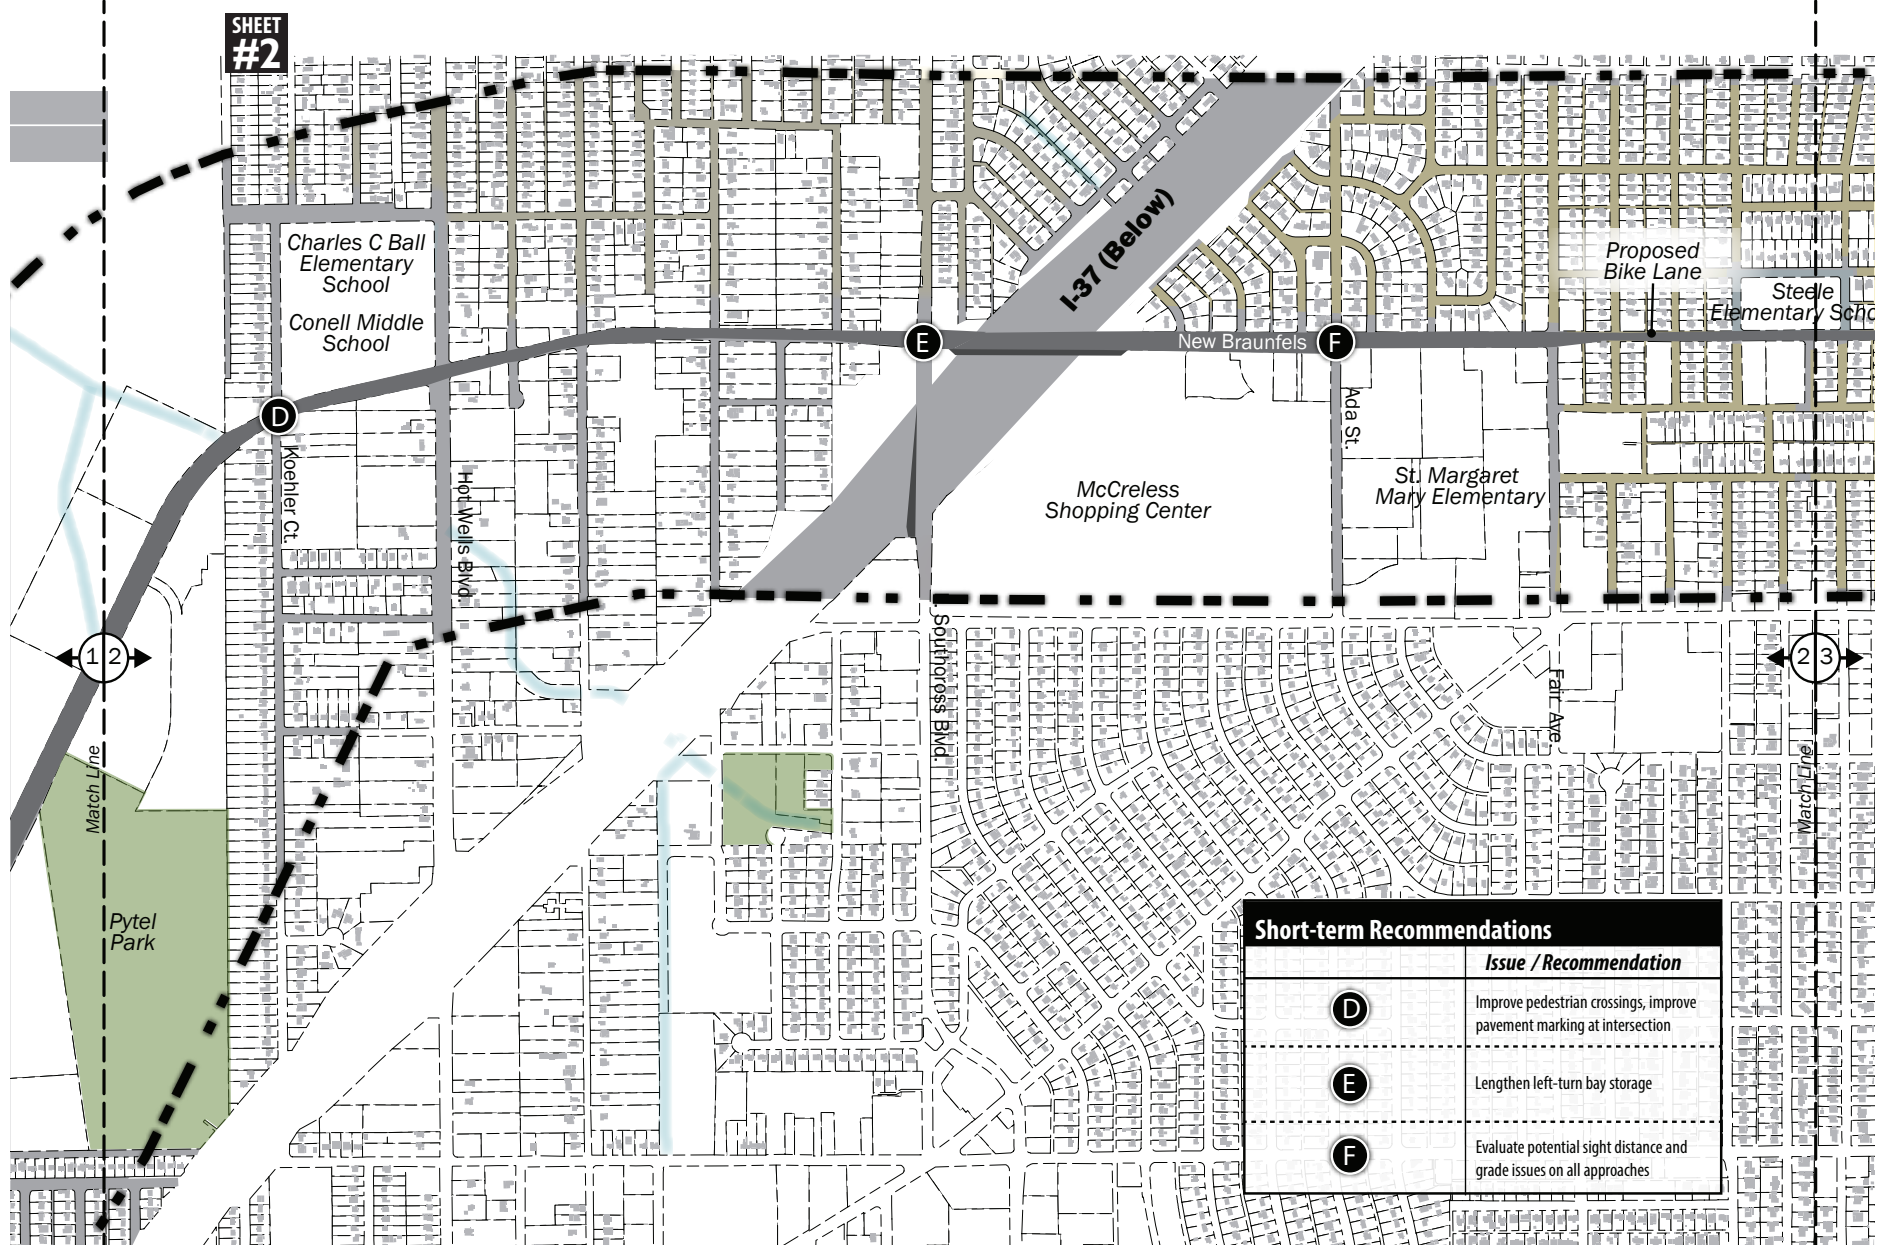 SHEET
#2
Charles C Ball
Elementary
School
Conell Middle
School
I-37 (Below)
Proposed
Bike Lane
Steele
Elementary Scho
E
New Braunfels
F
D
Koehler Ct.
Hot Wells Blvd.
Ada St.
McCreless
Shopping Center
St. Margaret
Mary Elementary
1 2
2 3
Southcross Blvd.
Fair Ave.
Match Line
Match Line
Pytel
Park
Short-term Recommendations
Issue / Recommendation
D
Improve pedestrian crossings, improve
pavement marking at intersection
E
Lengthen left-turn bay storage
F
Evaluate potential sight distance and
grade issues on all approaches